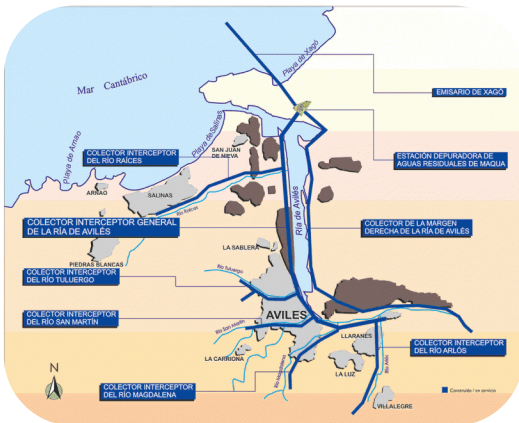 Mar Cantábrico
Playa de Xagó
EMISARIO DE XAGÓ
Playa de Salinas
Playa de Arnao
COLECTOR INTERCEPTOR
DEL RÍO RAÍCES
SAN JUAN
DE NIEVA
ESTACIÓN DEPURADORA DE
AGUAS RESIDUALES DE MAQUA
ARNAO
SALINAS
Río Raíces
Ría de Avilés
COLECTOR INTERCEPTOR GENERAL
DE LA RÍA DE AVILÉS
COLECTOR DE LA MARGEN
DERECHA DE LA RÍA DE AVILÉS
LA SABLERA
PIEDRAS BLANCAS
COLECTOR INTERCEPTOR
DEL RÍO TULUERGO
Río Tuluergo
COLECTOR INTERCEPTOR
DEL RÍO SAN MARTÍN
AVILES
Río San Martín
LLARANES
COLECTOR INTERCEPTOR
DEL RÍO ARLÓS
LA CARRIONA
Río Magdalena
LA LUZ
Río Arlós
N
COLECTOR INTERCEPTOR
DEL RÍO MAGDALENA
Construido / en servicio
VILLALEGRE